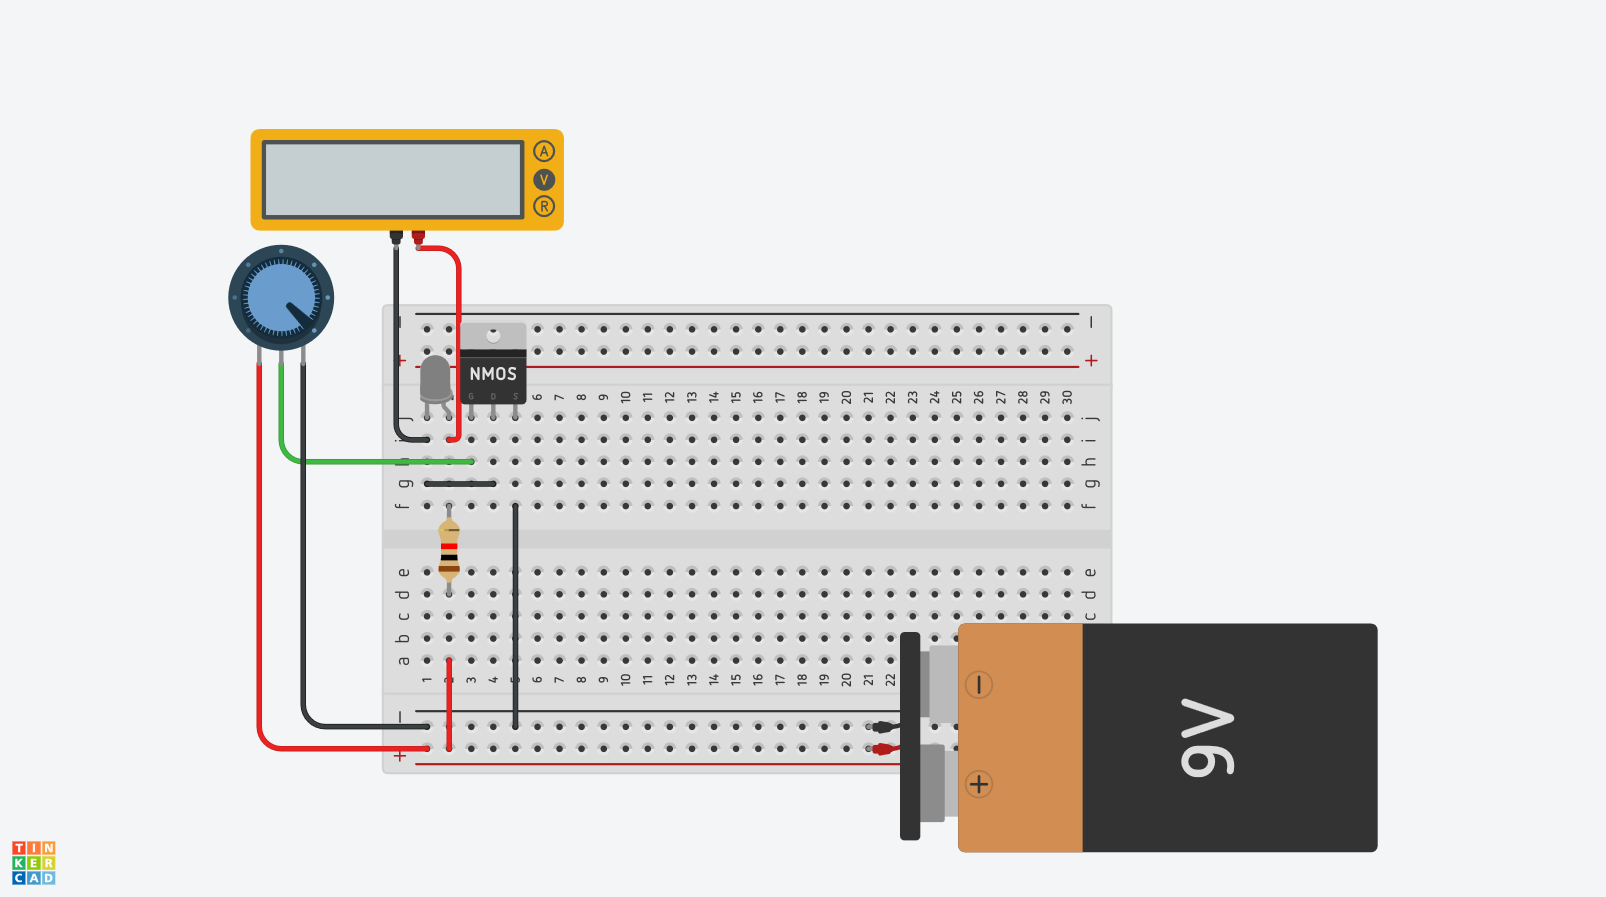 A
V
R
− −
+ +
NMOS
G D S
6 7 8 9 10 11 12 13 14 15 16 17 18 19 20 21 22 23 24 25 26 27 28 29 30
j j
i i
h h
g g
f f
e e
d d
c c
b
a
1 2 3 4 5 6 7 8 9 10 11 12 13 14 15 16 17 18 19 20 21 22
−
+
−
+
9V
TIN
KER
CAD